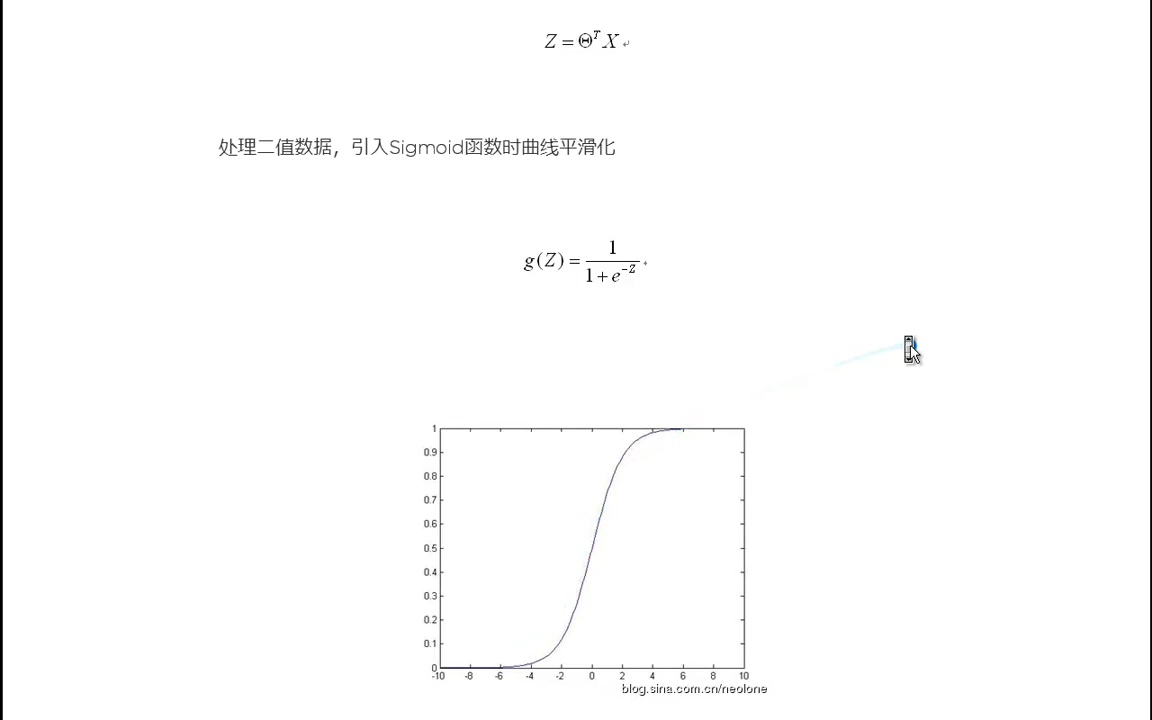 Z = Θ^T X
处理二值数据，引入Sigmoid函数时曲线平滑化
g(Z) = 1 / (1 + e^{-Z})
1
0.9
0.8
0.7
0.6
0.5
0.4
0.3
0.2
0.1
0
-10 -8 -6 -4 -2 0 2 4 6 8 10
blog.sina.com.cn/neolone